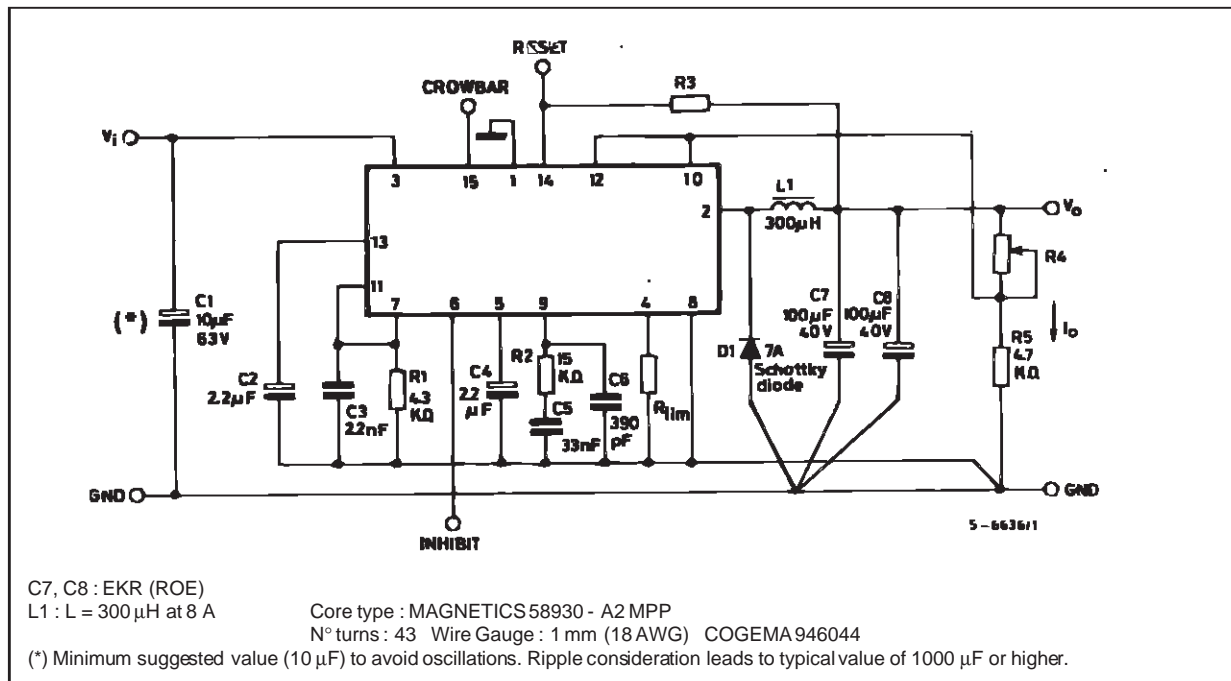 RESET
CROWBAR
R3
Vi
3
15
1
14
12
10
2
L1
300µH
Vo
13
11
7
6
5
9
4
8
R4
(*)
C1
10µF
63V
C7
100µF
40V
C8
100µF
40V
Io
C2
2.2µF
C3
2.2nF
R1
4.3
KΩ
C4
2.2
µF
R2
15
KΩ
C5
33nF
C6
390
pF
Rlim
D1
7A
Schottky
diode
R5
4.7
KΩ
GND
GND
INHIBIT
5-6636/1
C7, C8 : EKR (ROE)
L1 : L = 300 µH at 8 A Core type : MAGNETICS 58930 - A2 MPP
N° turns : 43 Wire Gauge : 1 mm (18 AWG) COGEMA 946044
(*) Minimum suggested value (10 µF) to avoid oscillations. Ripple consideration leads to typical value of 1000 µF or higher.